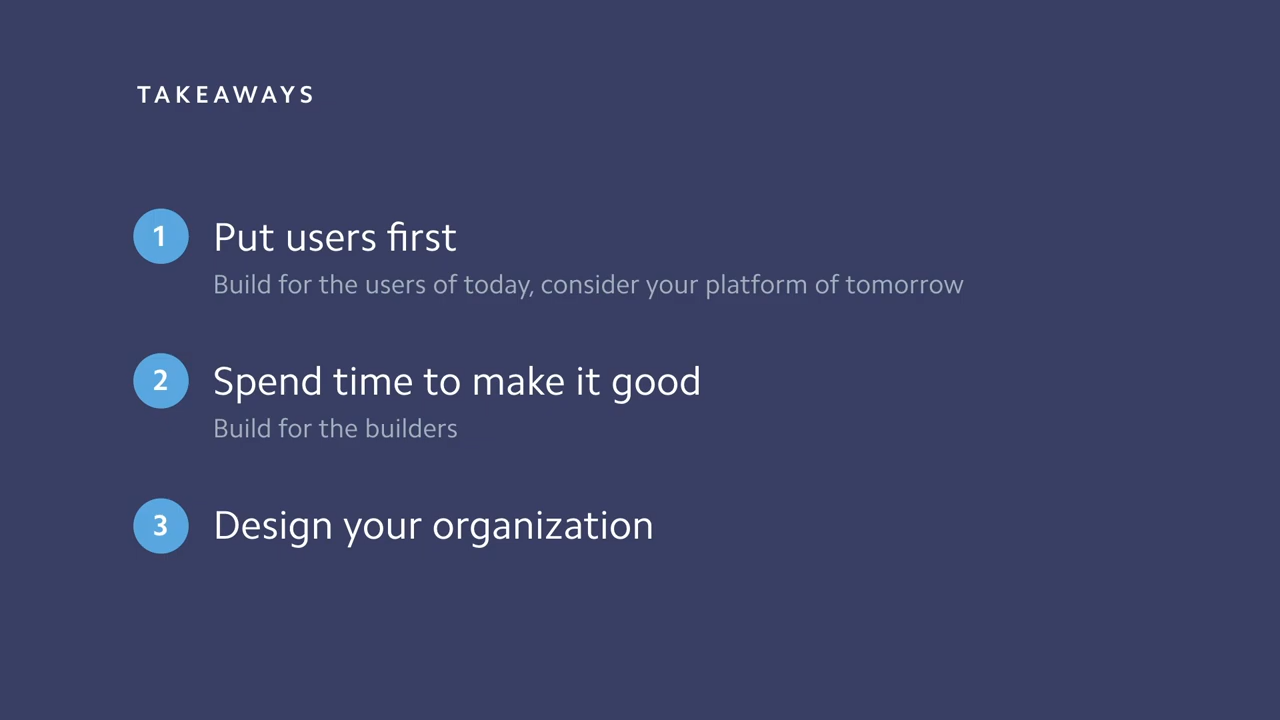 TAKEAWAYS
1 Put users first
Build for the users of today, consider your platform of tomorrow
2 Spend time to make it good
Build for the builders
3 Design your organization